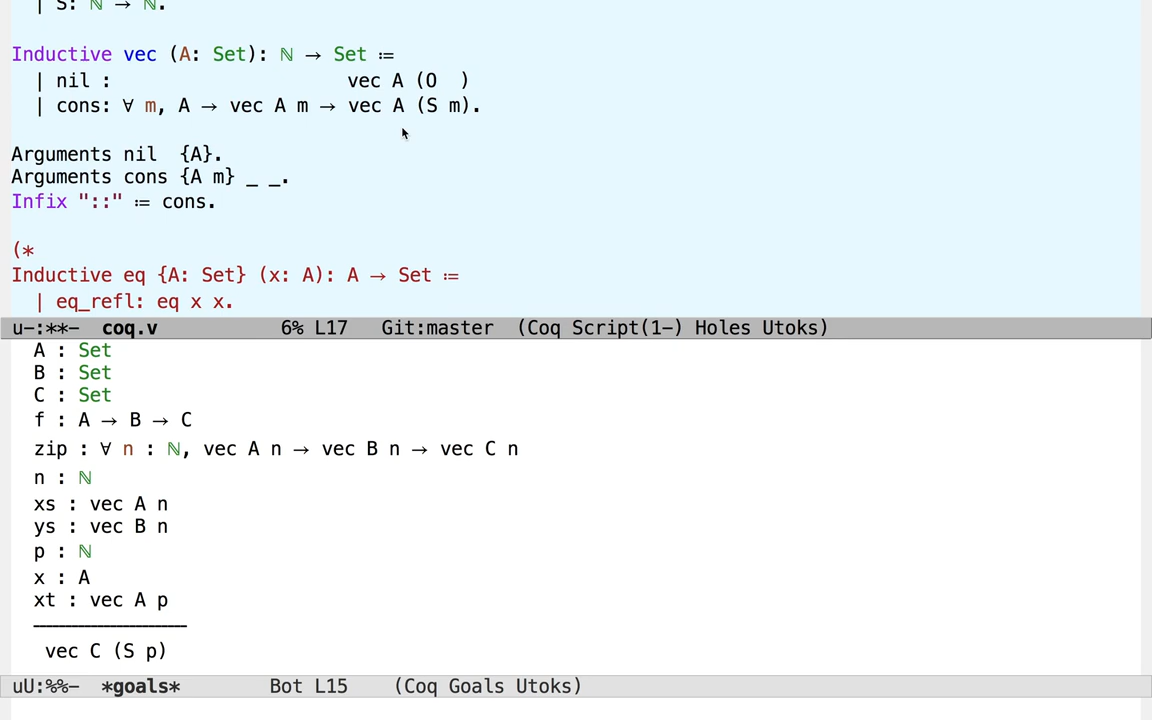 | S: ℕ → ℕ.
Inductive vec (A: Set): ℕ → Set ≔
| nil : vec A (O )
| cons: ∀ m, A → vec A m → vec A (S m).
Arguments nil {A}.
Arguments cons {A m} _ _.
Infix "::" ≔ cons.
(*
Inductive eq {A: Set} (x: A): A → Set ≔
| eq_refl: eq x x.
u-:**- coq.v 6% L17 Git:master (Coq Script(1-) Holes Utoks)
A : Set
B : Set
C : Set
f : A → B → C
zip : ∀ n : ℕ, vec A n → vec B n → vec C n
n : ℕ
xs : vec A n
ys : vec B n
p : ℕ
x : A
xt : vec A p
vec C (S p)
uU:%%- *goals* Bot L15 (Coq Goals Utoks)